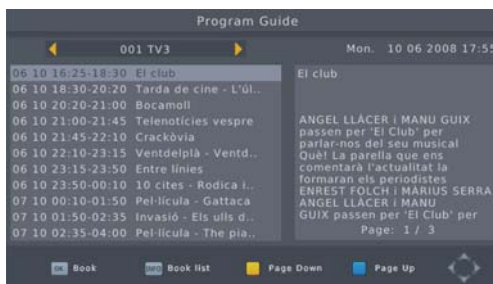 Program Guide
001 TV3
Mon. 10 06 2008 17:55
06 10 16:25-18:30 El club
06 10 18:30-20:20 Tarda de cine - L'úl..
06 10 20:20-21:00 Bocamoll
06 10 21:00-21:45 Telenotícies vespre
06 10 21:45-22:10 Crackòvia
06 10 22:10-23:15 Ventdelplà - Ventd..
06 10 23:15-23:50 Entre línies
06 10 23:50-00:10 10 cites - Rodica i..
07 10 00:10-01:50 Pel·lícula - Gattaca
07 10 01:50-02:35 Invasió - Els ulls d..
07 10 02:35-04:00 Pel·lícula - The pia..
El club
ANGEL LLÀCER i MANU GUIX
passen per 'El Club' per
parlar-nos del seu musical
Què! La parella que ens
comentarà l'actualitat la
formaran els periodistes
ENREST FOLCH i MÀRIUS SERRA
ANGEL LLÀCER i MANU
GUIX passen per 'El Club' per
Page: 1 / 3
OK Book
INFO Book list
Page Down
Page Up